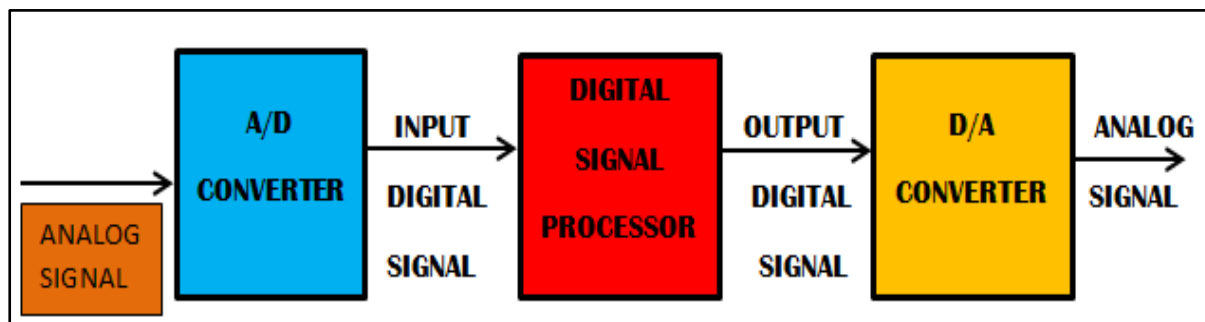 ANALOG
SIGNAL
A/D
CONVERTER
INPUT
DIGITAL
SIGNAL
DIGITAL
SIGNAL
PROCESSOR
OUTPUT
DIGITAL
SIGNAL
D/A
CONVERTER
ANALOG
SIGNAL